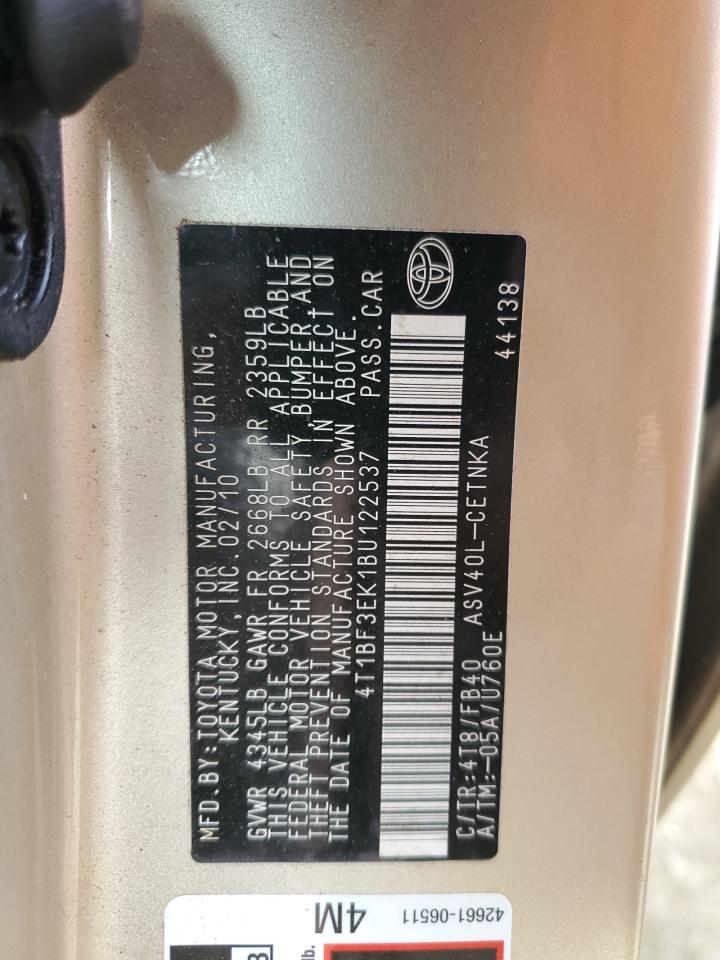 MFD.BY:TOYOTA MOTOR MANUFACTURING,
KENTUCKY, INC. 02/10
GVWR 4345LB GAWR FR 2668LB RR 2359LB
THIS VEHICLE CONFORMS TO ALL APPLICABLE
FEDERAL MOTOR VEHICLE SAFETY,BUMPER,AND
THEFT PREVENTION STANDARDS IN EFFECT ON
THE DATE OF MANUFACTURE SHOWN ABOVE.
4T1BF3EK1BU122537 PASS.CAR
C/TR:4T8/FB40 ASV40L-CETNKA
A/TM:-05A/U760E 44138
4M
42661-06511
lb.